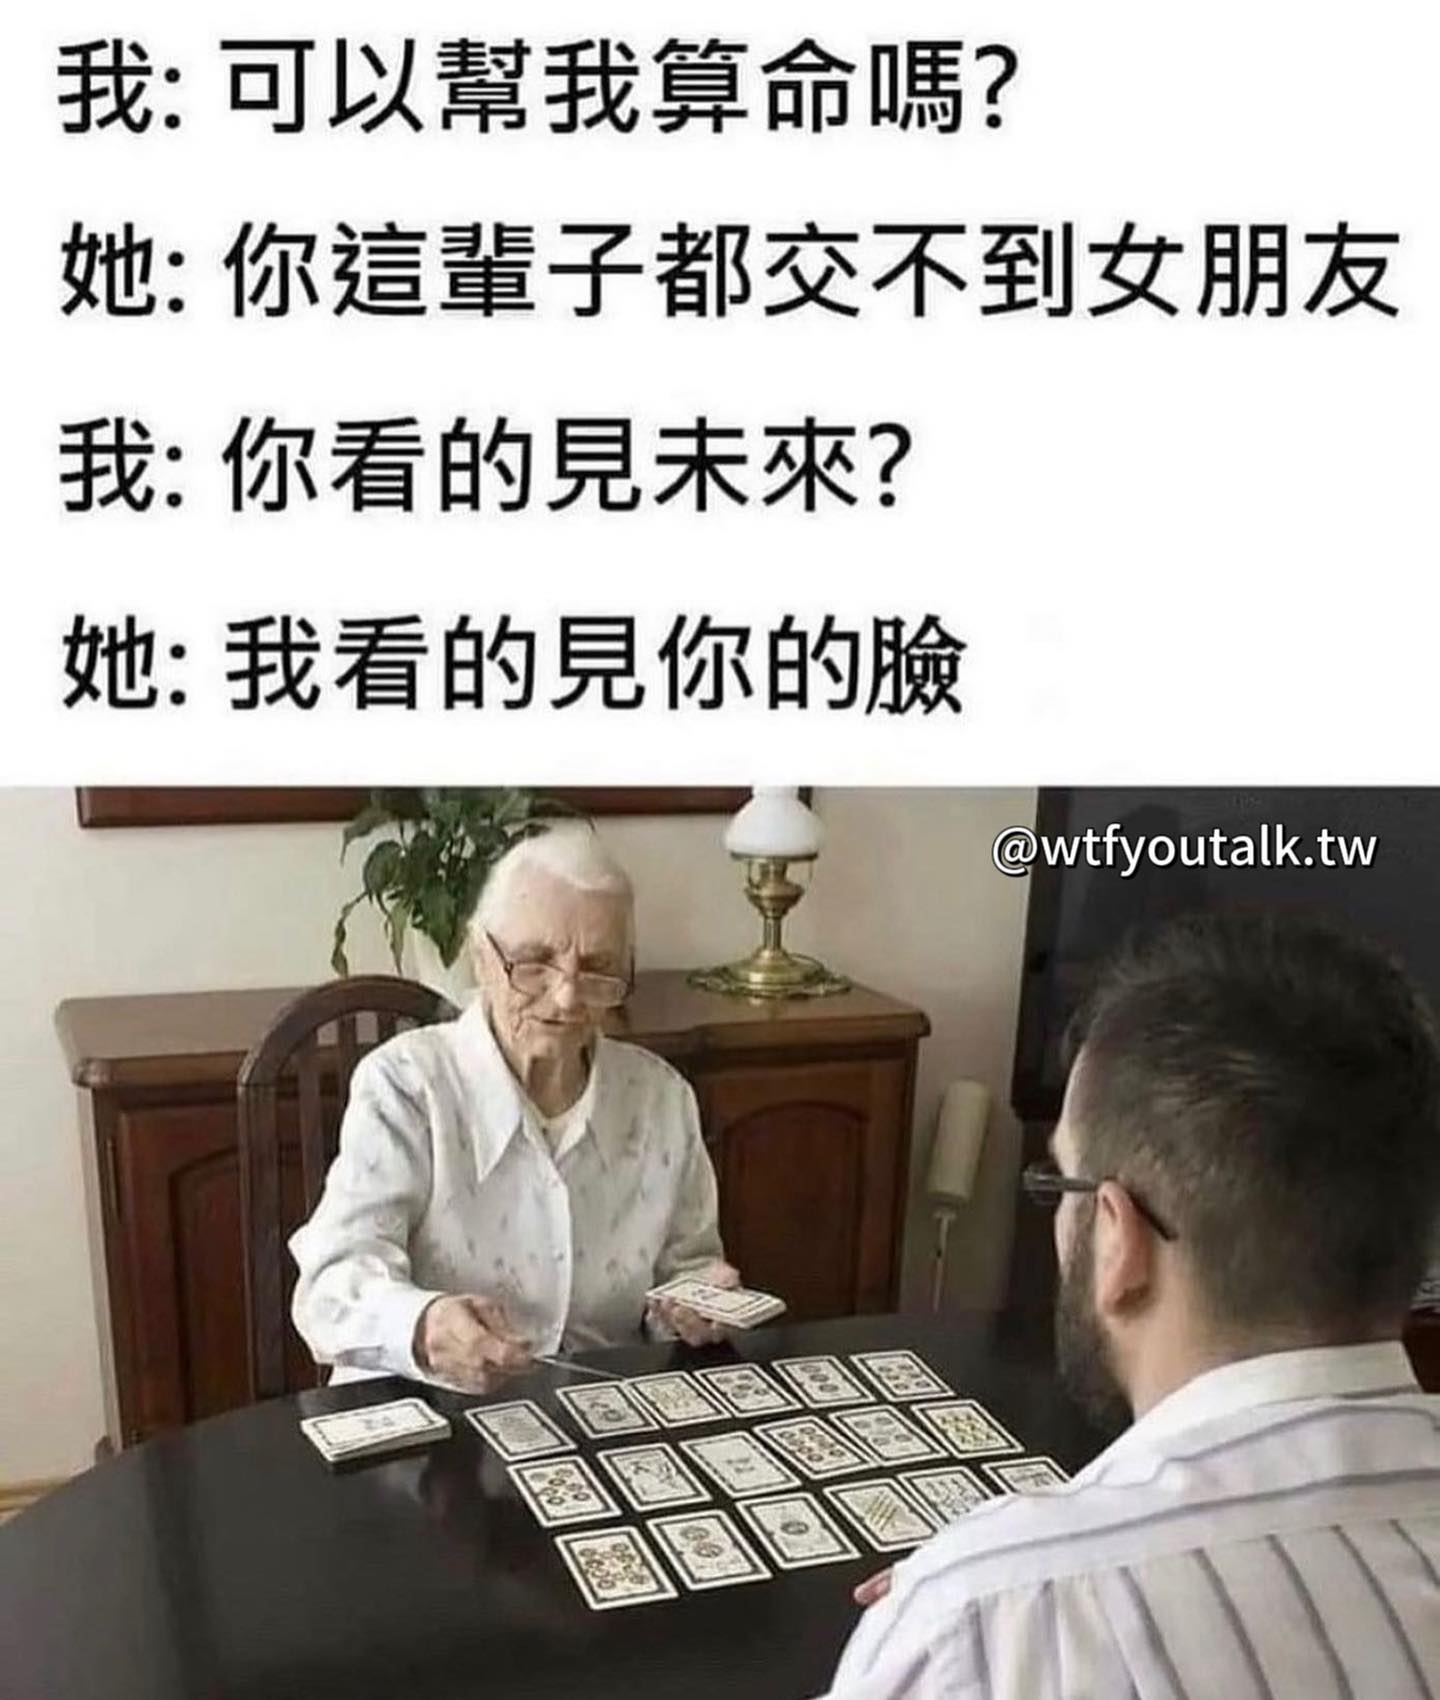 我: 可以幫我算命嗎?
她: 你這輩子都交不到女朋友
我: 你看的見未來?
她: 我看的見你的臉
@wtfyoutalk.tw